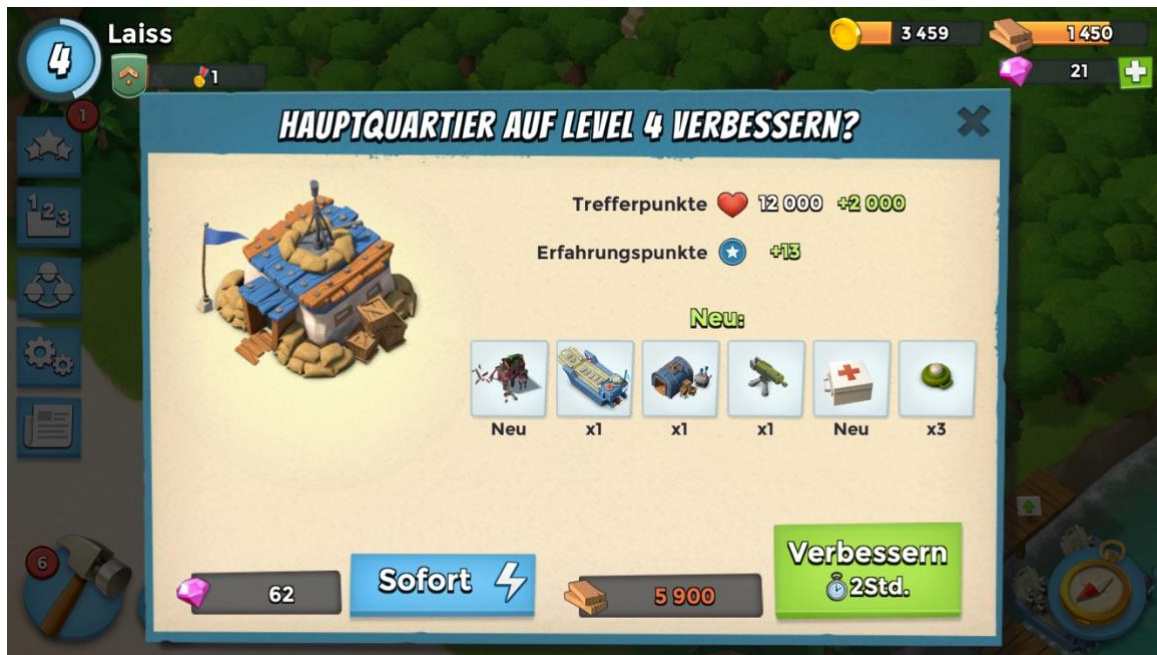 4
Laiss
1
3 459
1 450
21
1
HAUPTQUARTIER AUF LEVEL 4 VERBESSERN?
123
Trefferpunkte 12 000 +2 000
Erfahrungspunkte +13
Neu:
Neu x1 x1 x1 Neu x3
6
62
Sofort
5 900
Verbessern
2Std.